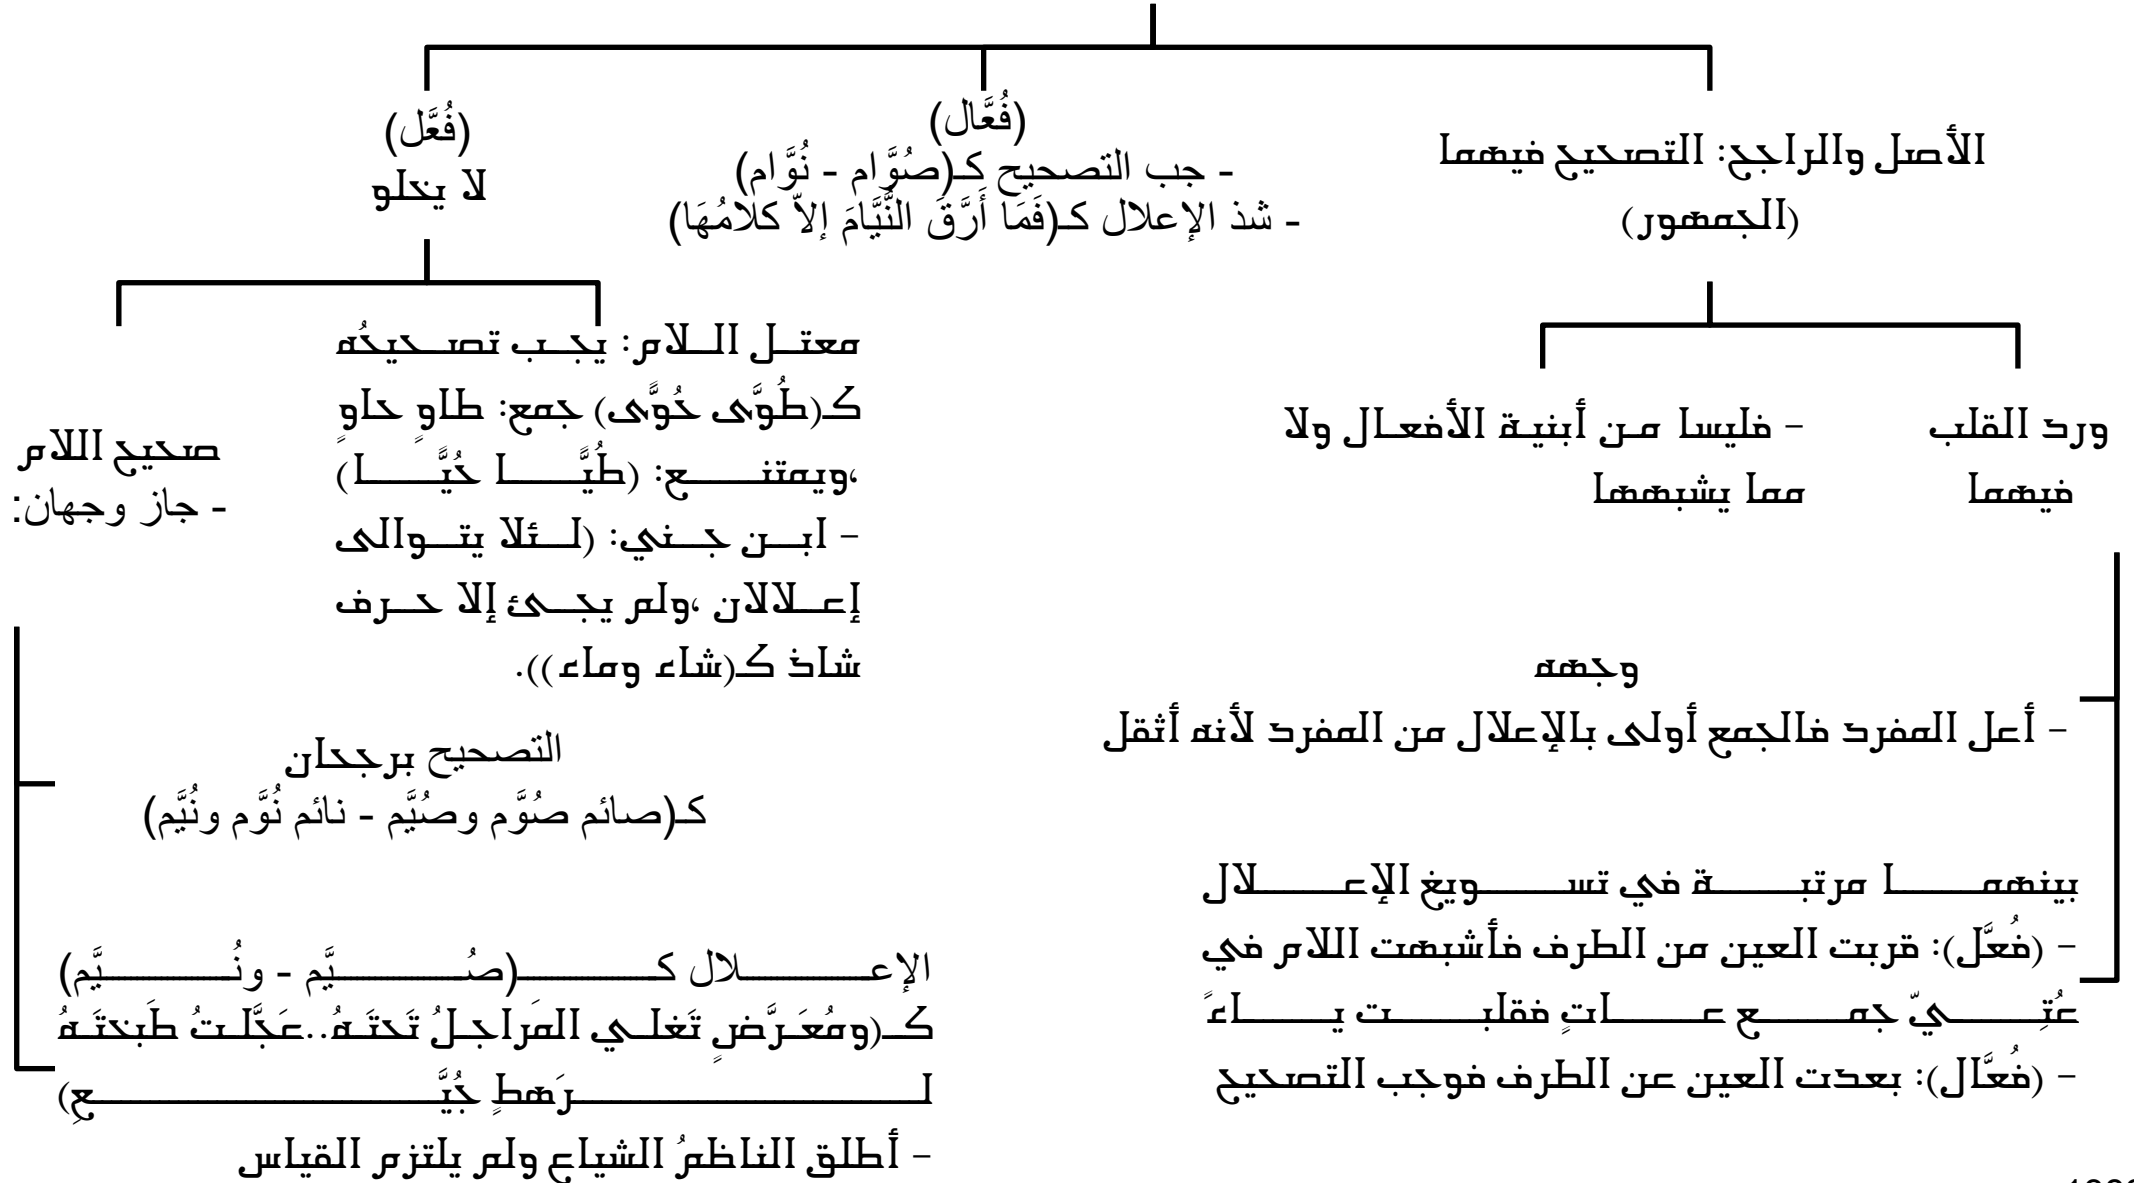 الأصل والراجح: التصحيح فيهما
(الجمهور)
ورد القلب
فيهما
- فليسا من أبنية الأفعال ولا
مما يشبهها
وجهه
- أعل المفرد فالجمع أولى بالإعلال من المفرد لأنه أثقل
بينهما مرتبة في تسويغ الإعلال
- (فُعَّل): قربت العين من الطرف فأشبهت اللام في
عُتِيّ جمع عاتٍ فقلبت ياءً
- (فُعَّال): بعدت العين عن الطرف فوجب التصحيح
(فُعَّال)
- جب التصحيح كـ(صُوَّام - نُوَّام)
- شذ الإعلال كـ(فَمَا أَرَّقَ النُّيَّامَ إلاّ كلامُهَا)
(فُعَّل)
لا يخلو
معتل اللام: يجب تصحيحُه
كـ(طُوًّى حُوًّى) جمع: طاوٍ حاوٍ
،ويمتنع: (طُيًّا حُيًّا)
- ابن جني: (لئلا يتوالى
إعلالان ،ولم يجئ إلا حرف
شاذ كـ(شاء وماء)).
صحيح اللام
- جاز وجهان:
التصحيح برجحان
كـ(صائم صُوَّم وصُيَّم - نائم نُوَّم ونُيَّم)
الإعلال كـ(صُيَّم - ونُيَّم)
كـ(ومُعَرَّضٍ تَغلي المَراجلُ تَحتَهُ..عَجَّلتُ طَبختَهُ
لرَهطٍ جُيَّعِ)
- أطلق الناظمُ الشياع ولم يلتزم القياس